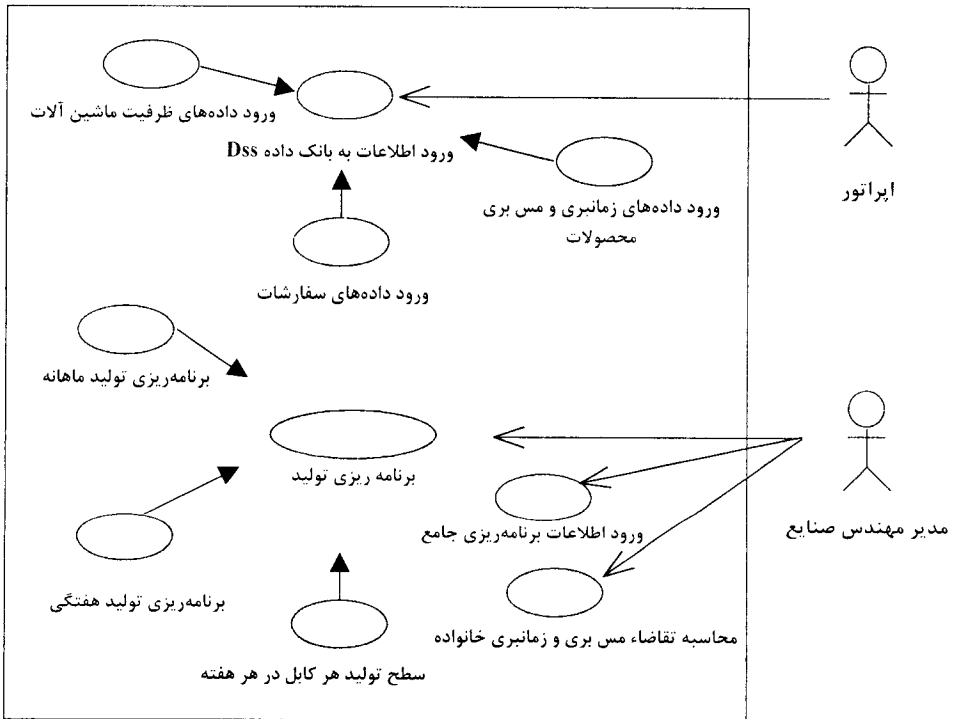 ورود داده‌های ظرفیت ماشین آلات
ورود اطلاعات به بانک داده Dss
ورود داده‌های زمانبری و مس بری
محصولات
اپراتور
ورود داده‌های سفارشات
برنامه‌ریزی تولید ماهانه
برنامه ریزی تولید
ورود اطلاعات برنامه‌ریزی جامع
مدیر مهندس صنایع
برنامه‌ریزی تولید هفتگی
محاسبه تقاضاء مس بری و زمانبری خانواده
سطح تولید هر کابل در هر هفته